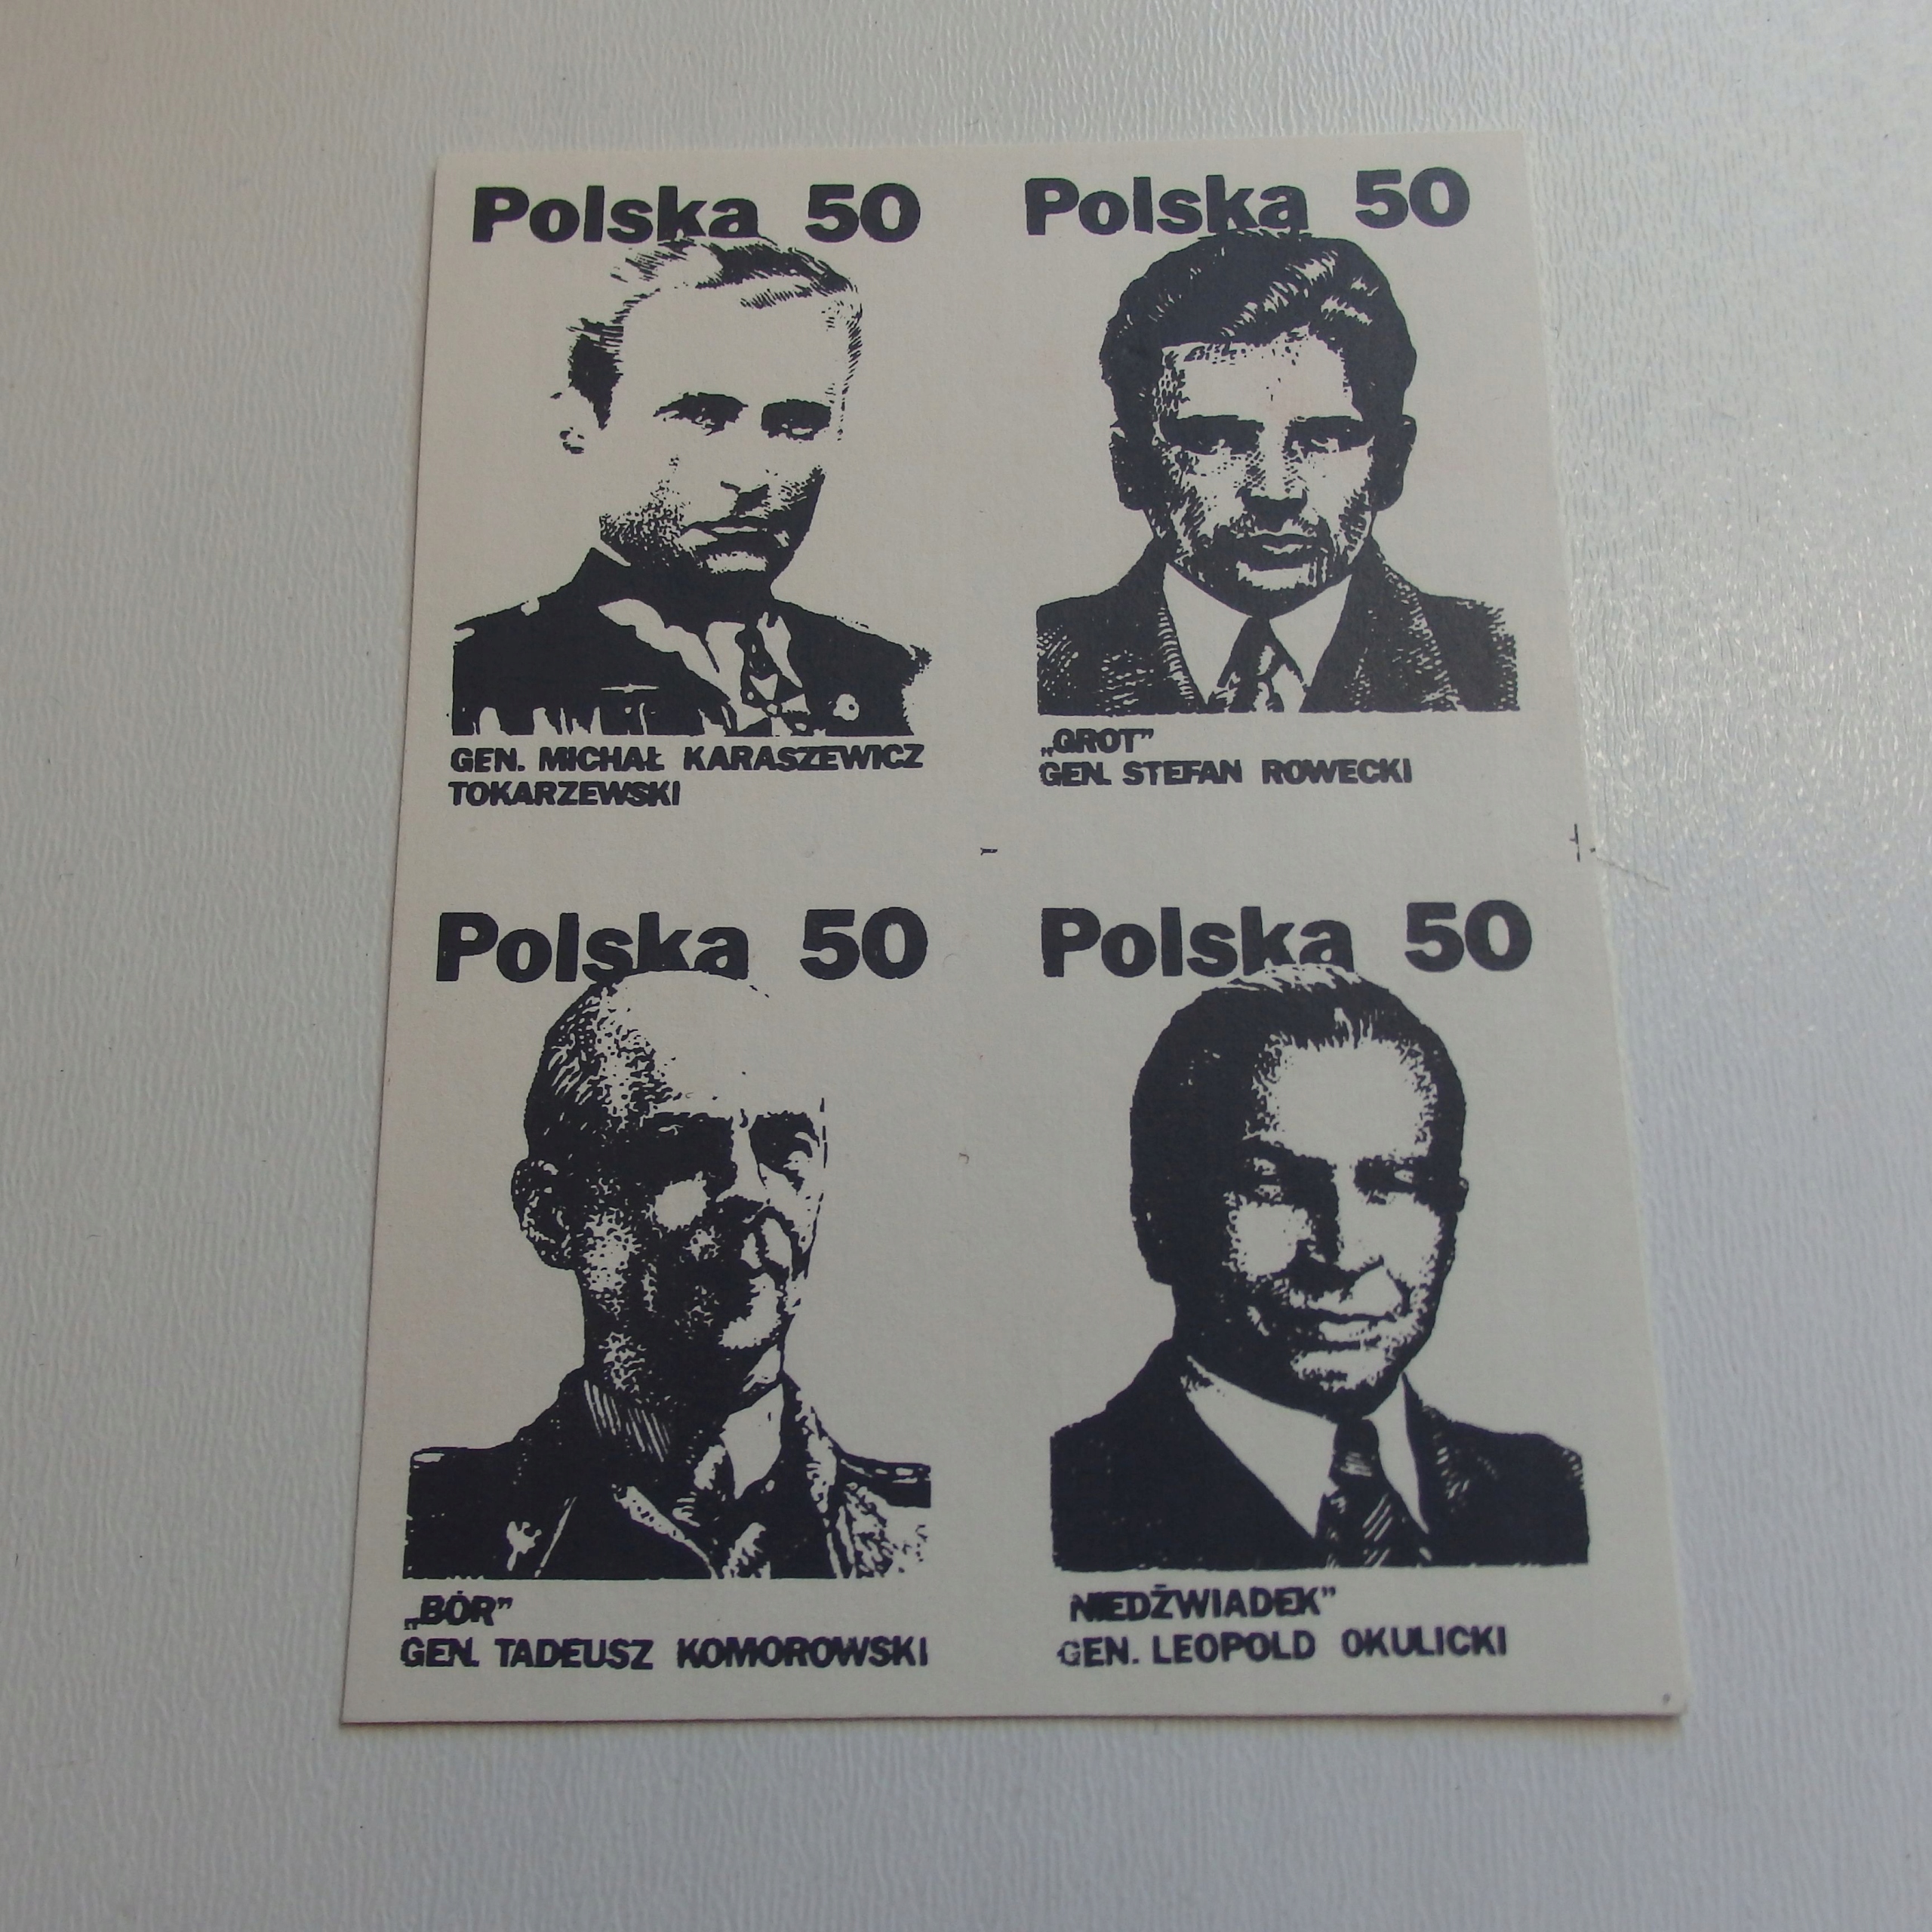 Polska 50
GEN. MICHAŁ KARASZEWICZ
TOKARZEWSKI
Polska 50
„GROT”
GEN. STEFAN ROWECKI
Polska 50
„BÓR”
GEN. TADEUSZ KOMOROWSKI
Polska 50
NIEDŹWIADEK”
GEN. LEOPOLD OKULICKI